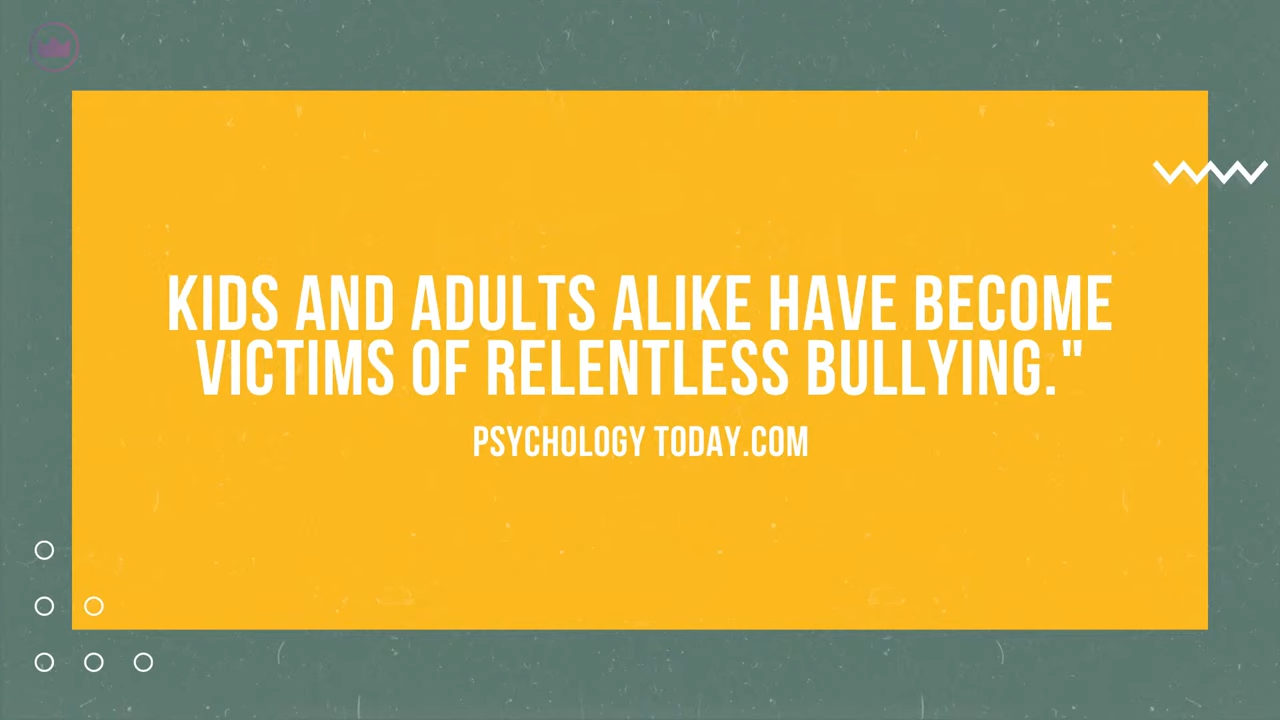 KIDS AND ADULTS ALIKE HAVE BECOME
VICTIMS OF RELENTLESS BULLYING."
PSYCHOLOGY TODAY.COM